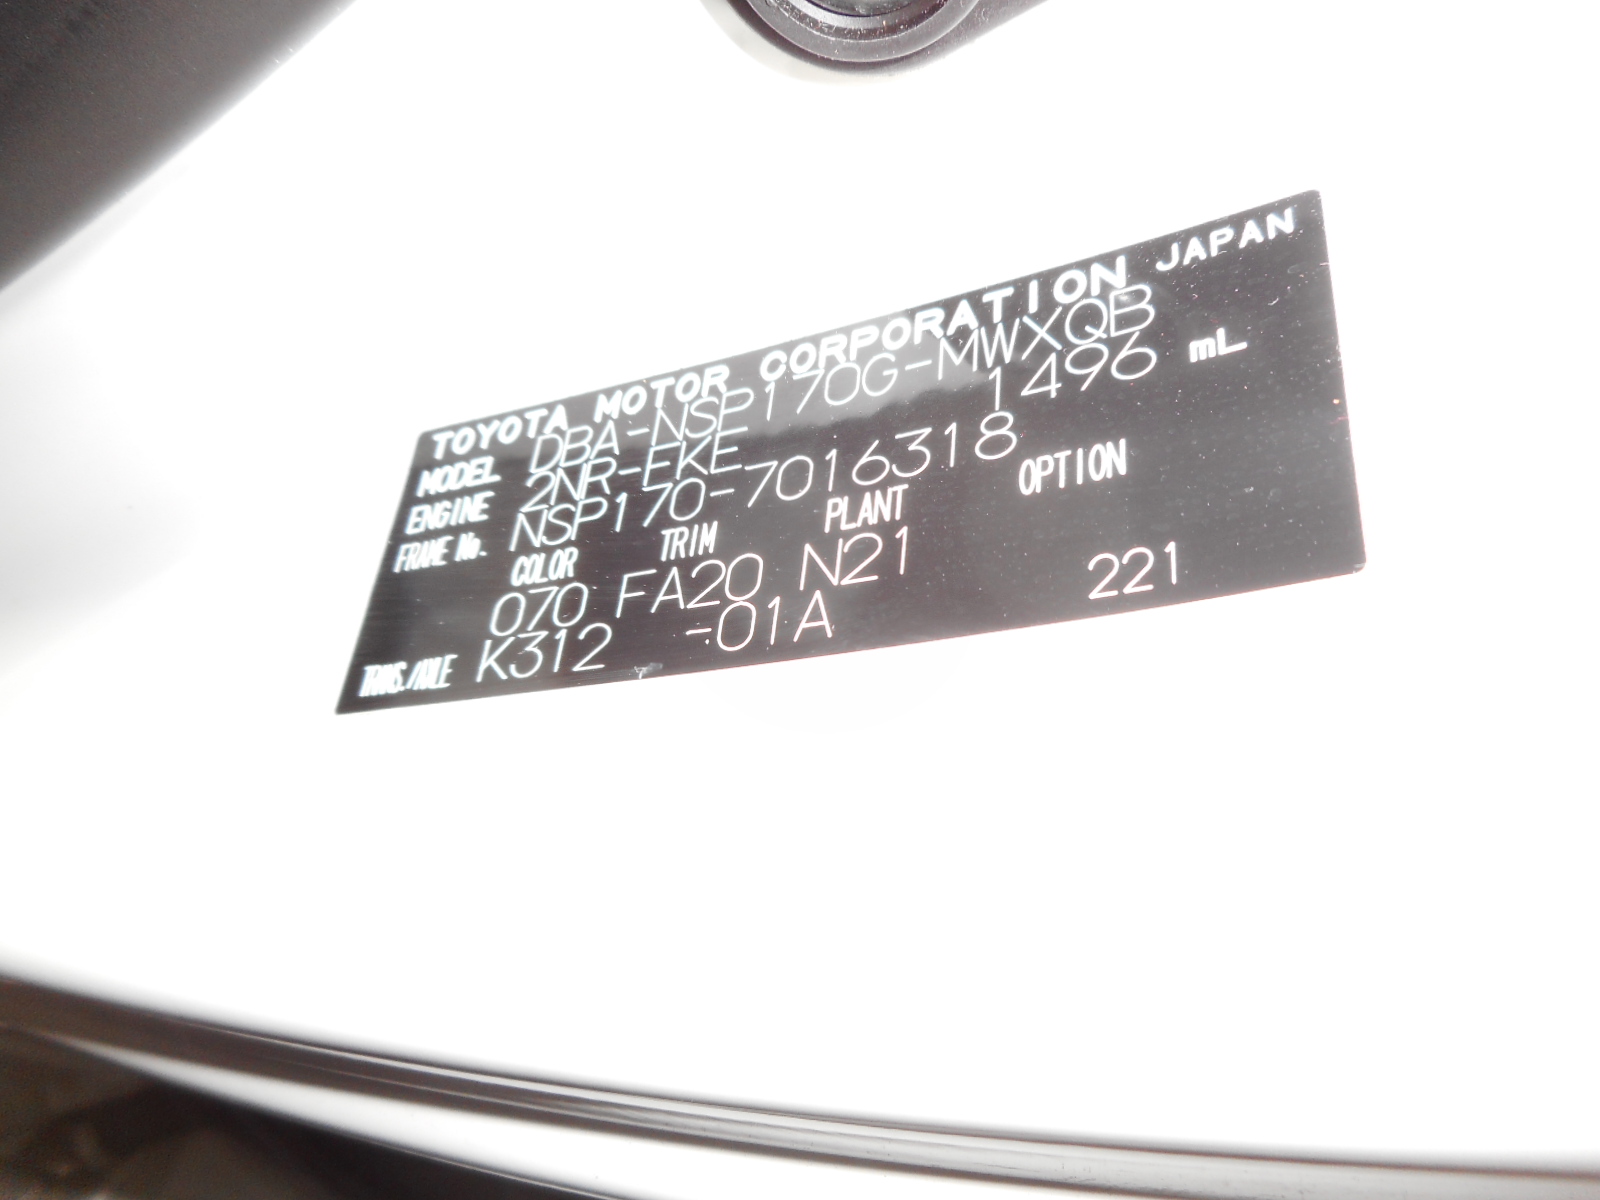 TOYOTA MOTOR CORPORATION JAPAN
MODEL DBA-NSP170G-MWXQB
ENGINE 2NR-FKE 1496 mL
FRAME No. NSP170-7016318
COLOR TRIM PLANT OPTION
070 FA20 N21
TRANS./AXLE K312 -01A 221